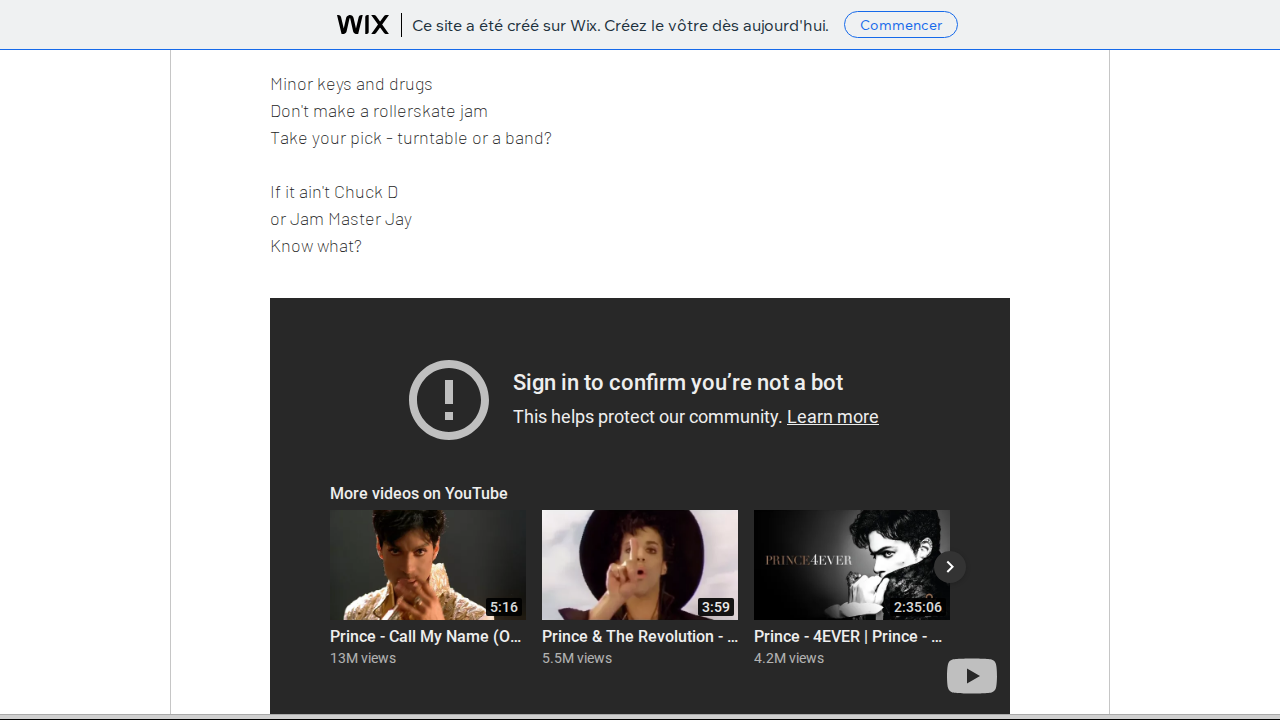 WIX
Ce site a été créé sur Wix. Créez le vôtre dès aujourd'hui.
Commencer
Minor keys and drugs
Don't make a rollerskate jam
Take your pick - turntable or a band?
If it ain't Chuck D
or Jam Master Jay
Know what?
Sign in to confirm you’re not a bot
This helps protect our community. Learn more
More videos on YouTube
PRINCE4EVER
5:16
3:59
2:35:06
Prince - Call My Name (O...
Prince & The Revolution - ...
Prince - 4EVER | Prince - ...
13M views
5.5M views
4.2M views